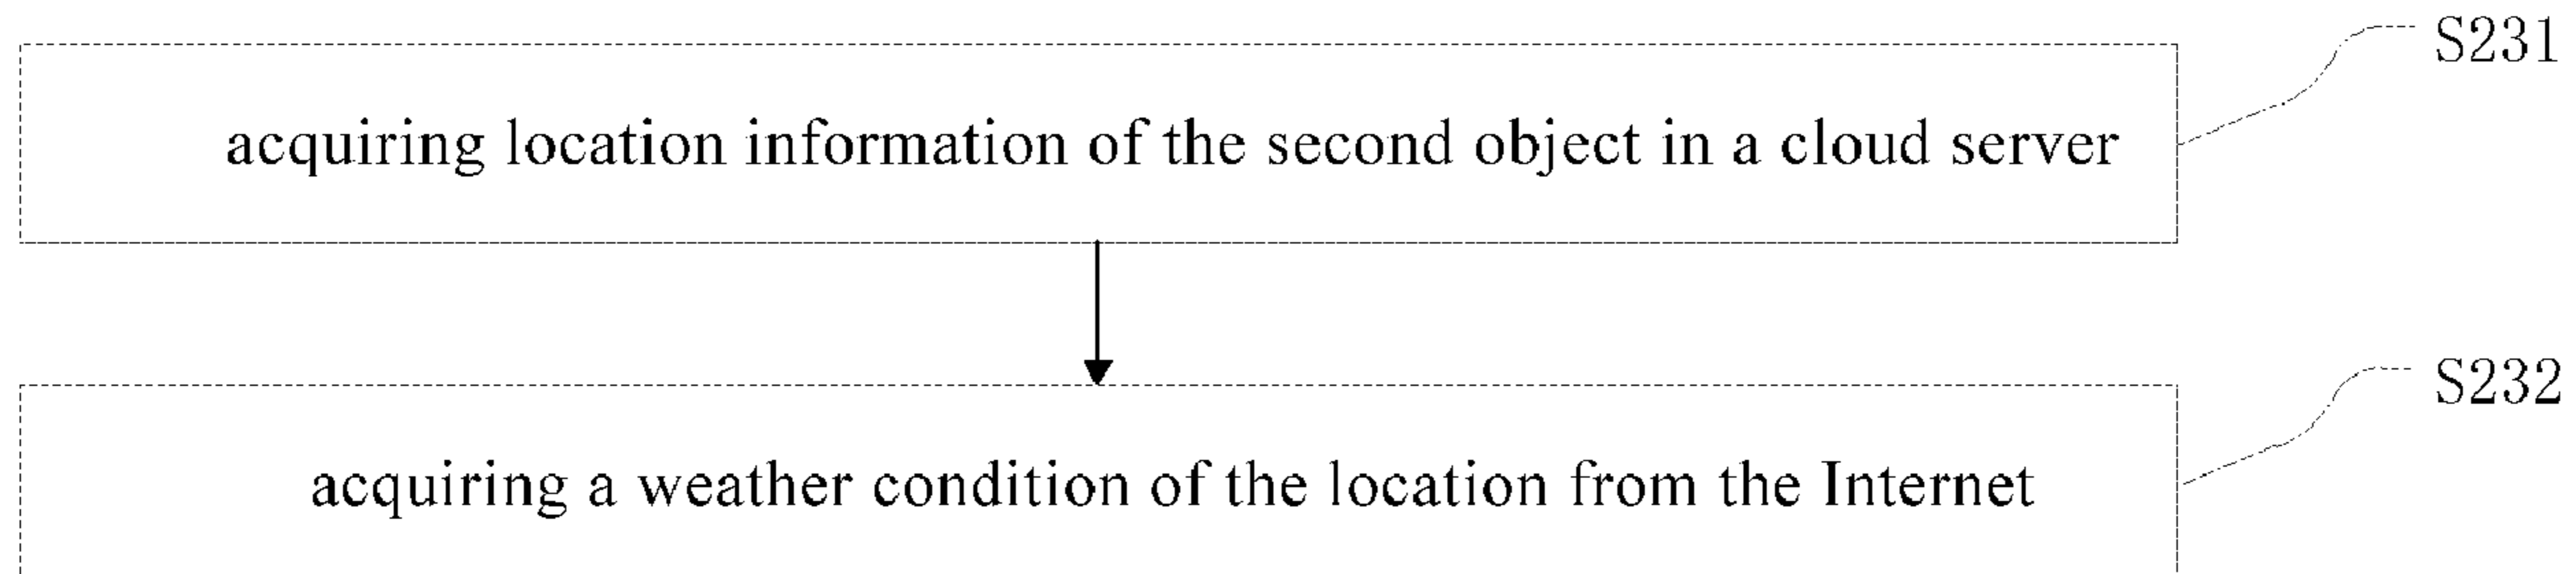 S231
acquiring location information of the second object in a cloud server
S232
acquiring a weather condition of the location from the Internet